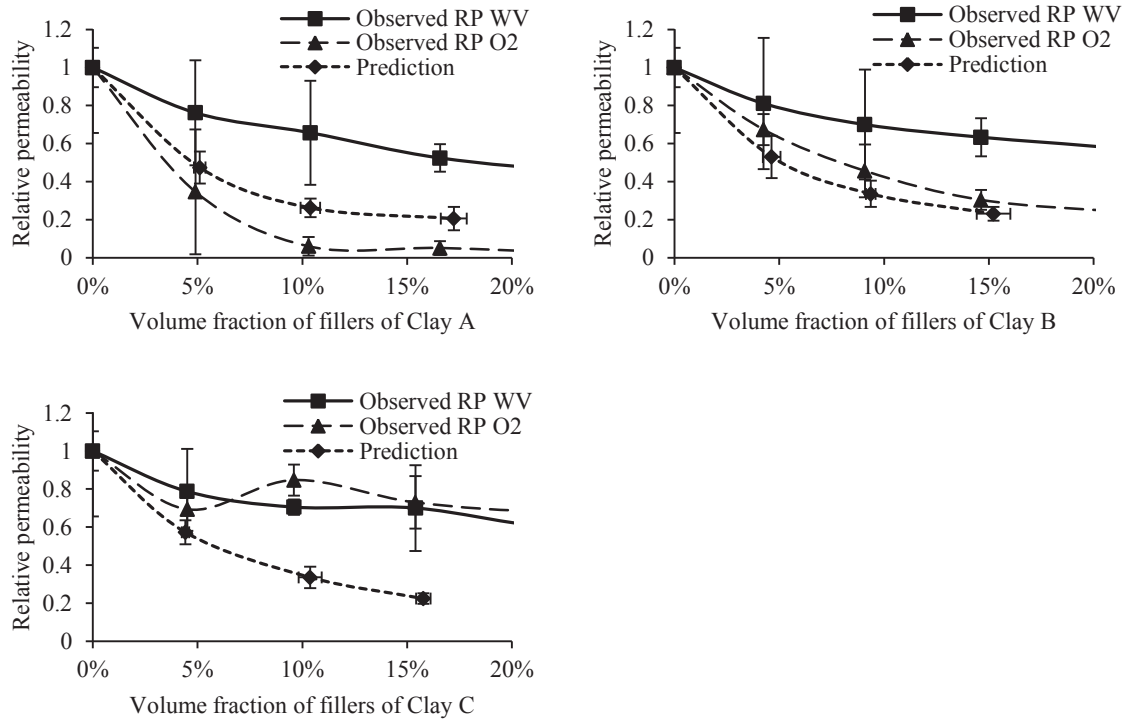 Observed RP WV
Observed RP O2
Prediction
Relative permeability
1.2
1
0.8
0.6
0.4
0.2
0
0%
5%
10%
15%
20%
Volume fraction of fillers of Clay A
Observed RP WV
Observed RP O2
Prediction
Relative permeability
1.2
1
0.8
0.6
0.4
0.2
0
0%
5%
10%
15%
20%
Volume fraction of fillers of Clay B
Observed RP WV
Observed RP O2
Prediction
Relative permeability
1.2
1
0.8
0.6
0.4
0.2
0
0%
5%
10%
15%
20%
Volume fraction of fillers of Clay C